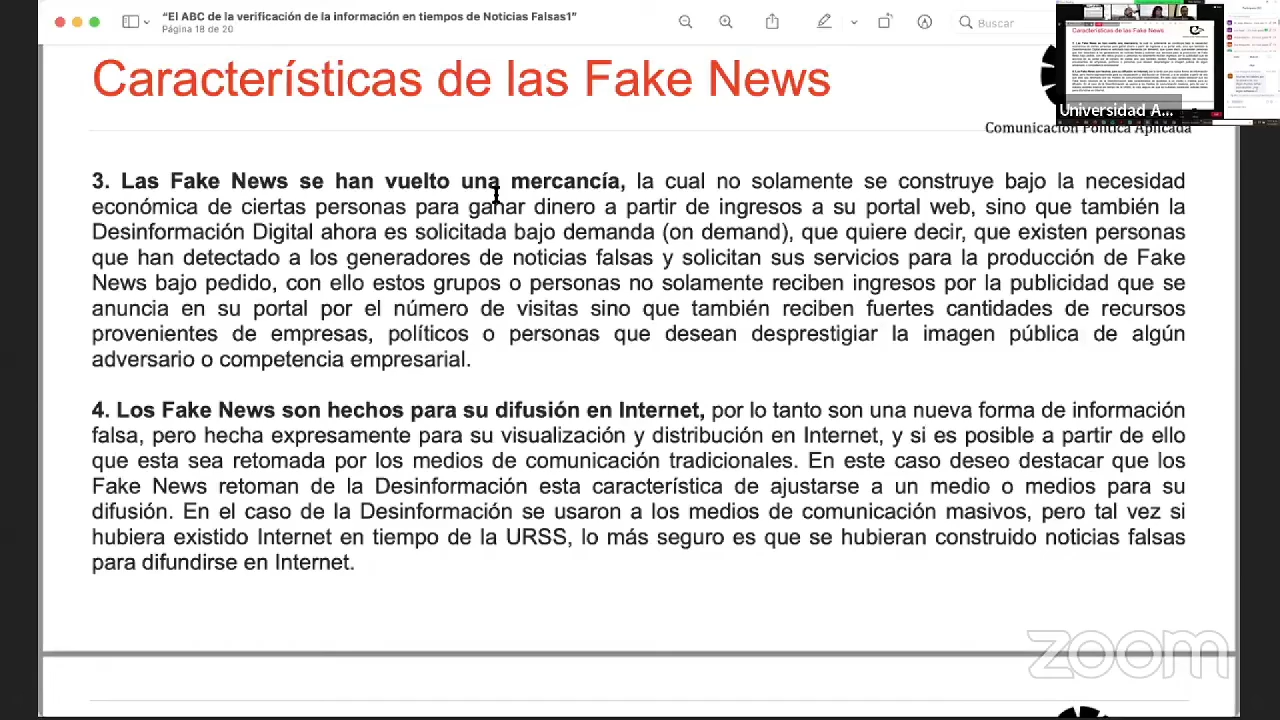 “El ABC de la verificación de la información en tiempos de Noticias Falsas1”
Página 18 de 20
Buscar
Características de las Fake News
Características de las Fake News
Universidad A...
Comunicación Política Aplicada
3. Las Fake News se han vuelto una mercancía, la cual no solamente se construye bajo la necesidad
económica de ciertas personas para ganar dinero a partir de ingresos a su portal web, sino que también la
Desinformación Digital ahora es solicitada bajo demanda (on demand), que quiere decir, que existen personas
que han detectado a los generadores de noticias falsas y solicitan sus servicios para la producción de Fake
News bajo pedido, con ello estos grupos o personas no solamente reciben ingresos por la publicidad que se
anuncia en su portal por el número de visitas sino que también reciben fuertes cantidades de recursos
provenientes de empresas, políticos o personas que desean desprestigiar la imagen pública de algún
adversario o competencia empresarial.
4. Los Fake News son hechos para su difusión en Internet, por lo tanto son una nueva forma de información
falsa, pero hecha expresamente para su visualización y distribución en Internet, y si es posible a partir de ello
que esta sea retomada por los medios de comunicación tradicionales. En este caso deseo destacar que los
Fake News retoman de la Desinformación esta característica de ajustarse a un medio o medios para su
difusión. En el caso de la Desinformación se usaron a los medios de comunicación masivos, pero tal vez si
hubiera existido Internet en tiempo de la URSS, lo más seguro es que se hubieran construido noticias falsas
para difundirse en Internet.
zoom